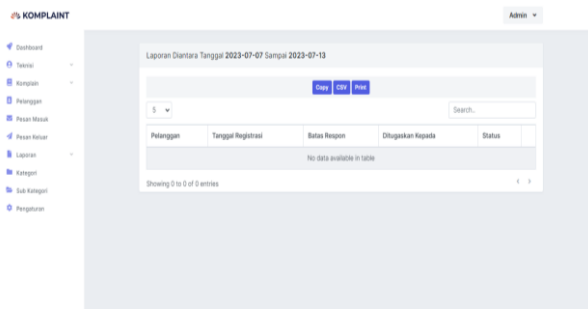 KOMPLAINT
Admin
Dashboard
Teknisi
Komplain
Pelanggan
Pesan Masuk
Pesan Keluar
Laporan
Kategori
Sub Kategori
Pengaturan
Laporan Diantara Tanggal 2023-07-07 Sampai 2023-07-13
Copy CSV Print
5
Search..
Pelanggan Tanggal Registrasi Batas Respon Ditugaskan Kepada Status
No data available in table
Showing 0 to 0 of 0 entries